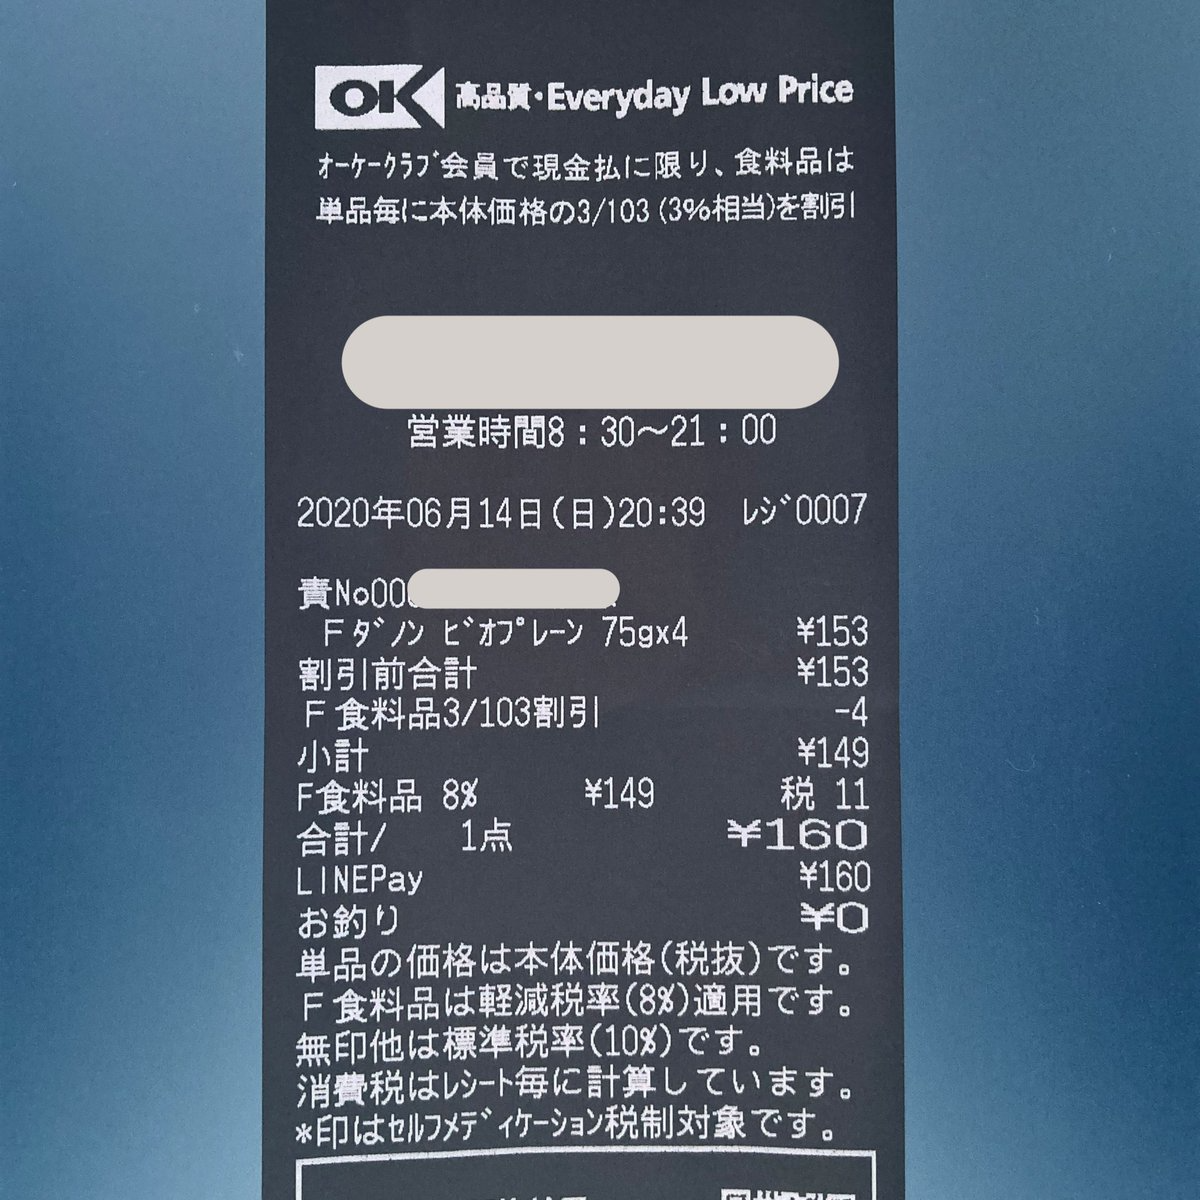 OK 高品質・Everyday Low Price
オーケークラブ会員で現金払に限り、食料品は
単品毎に本体価格の3/103(3%相当)を割引
営業時間8:30〜21:00
2020年06月14日(日)20:39 レジ0007
責No00
Fダノン ビオプレーン 75gx4 ¥153
割引前合計 ¥153
F食料品3/103割引 -4
小計 ¥149
F食料品 8% ¥149 税 11
合計/ 1点 ¥160
LINEPay ¥160
お釣り ¥0
単品の価格は本体価格(税抜)です。
F食料品は軽減税率(8%)適用です。
無印他は標準税率(10%)です。
消費税はレシート毎に計算しています。
*印はセルフメディケーション税制対象です。